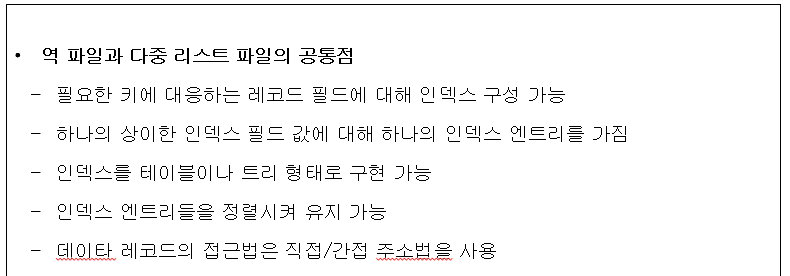 • 역 파일과 다중 리스트 파일의 공통점
– 필요한 키에 대응하는 레코드 필드에 대해 인덱스 구성 가능
– 하나의 상이한 인덱스 필드 값에 대해 하나의 인덱스 엔트리를 가짐
– 인덱스를 테이블이나 트리 형태로 구현 가능
– 인덱스 엔트리들을 정렬시켜 유지 가능
– 데이타 레코드의 접근법은 직접/간접 주소법을 사용